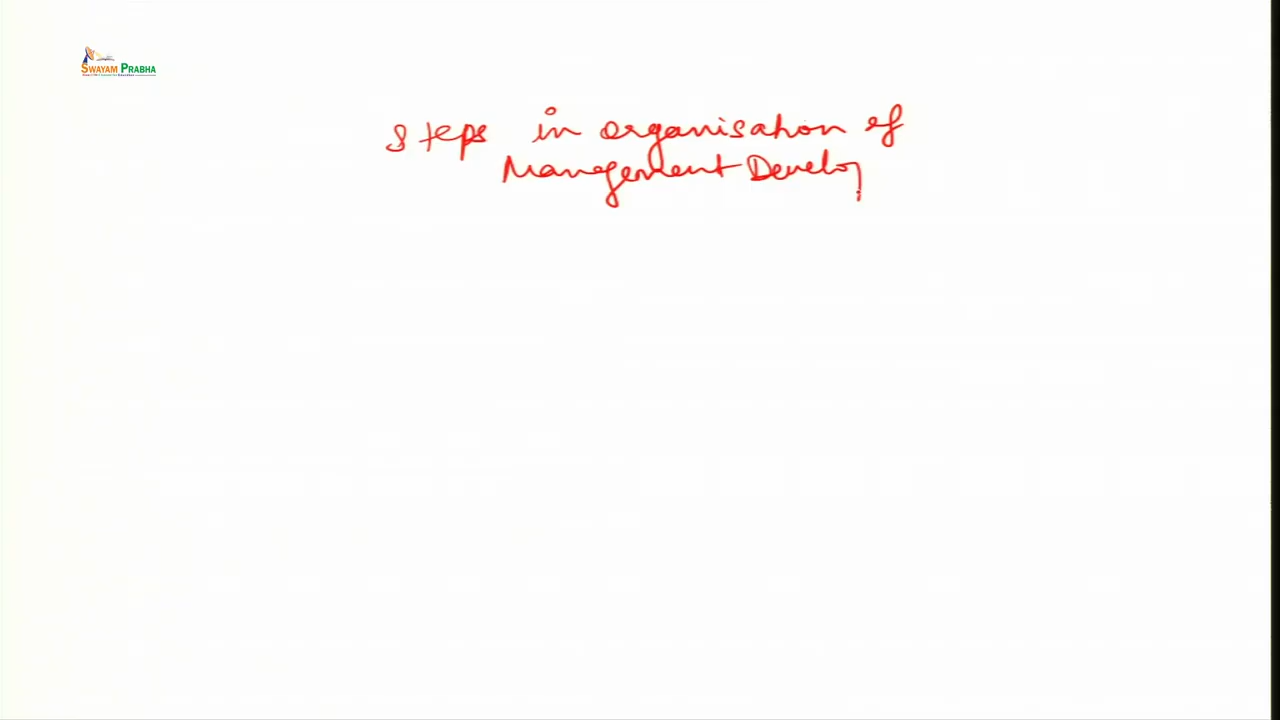 SWAYAM PRABHA
Steps in organisation of
Management Develop